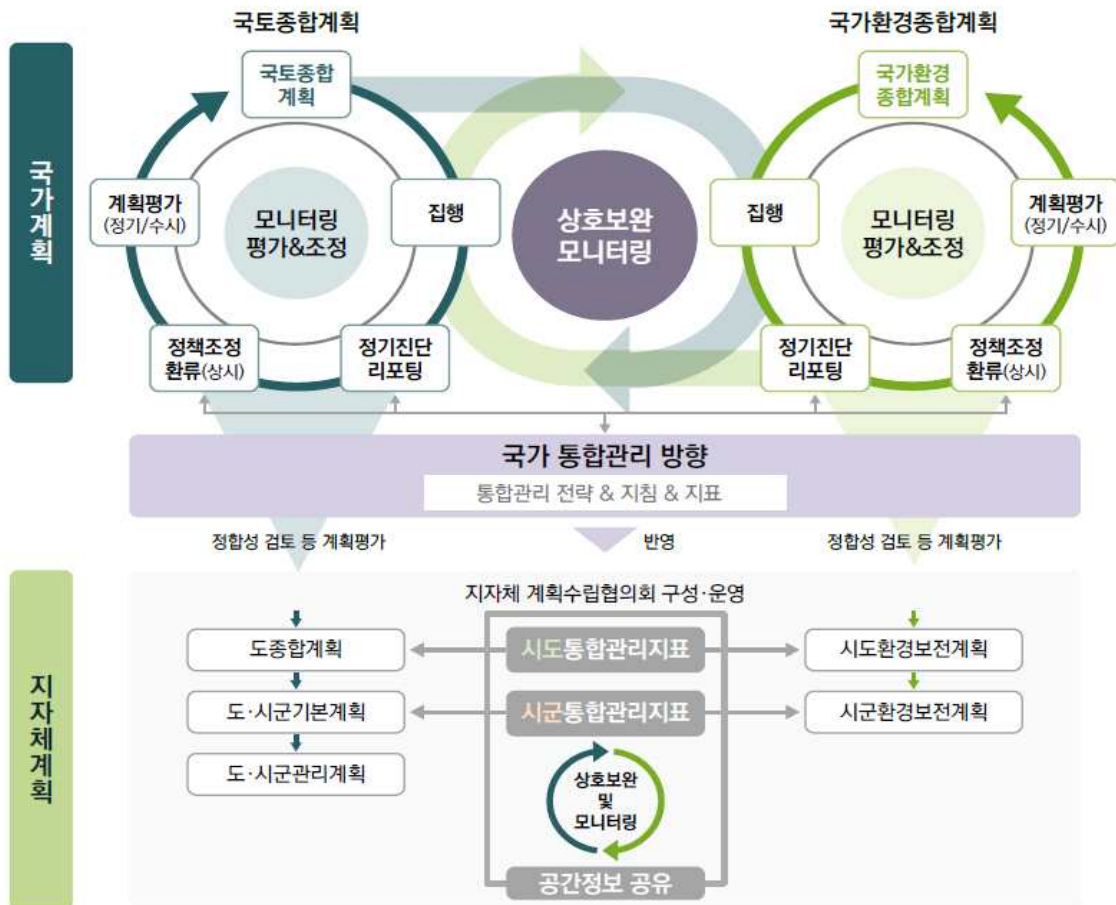 국토종합계획
국가환경종합계획
국가계획
국토종합
계획
계획평가
(정기/수시)
모니터링
평가&조정
집행
정책조정
환류(상시)
정기진단
리포팅
상호보완
모니터링
국가환경
종합계획
집행
모니터링
평가&조정
계획평가
(정기/수시)
정기진단
리포팅
정책조정
환류(상시)
국가 통합관리 방향
통합관리 전략 & 지침 & 지표
정합성 검토 등 계획평가
반영
정합성 검토 등 계획평가
지자체계획
지자체 계획수립협의회 구성·운영
도종합계획
시도통합관리지표
시도환경보전계획
도·시군기본계획
시군통합관리지표
시군환경보전계획
도·시군관리계획
상호보완
및
모니터링
공간정보 공유